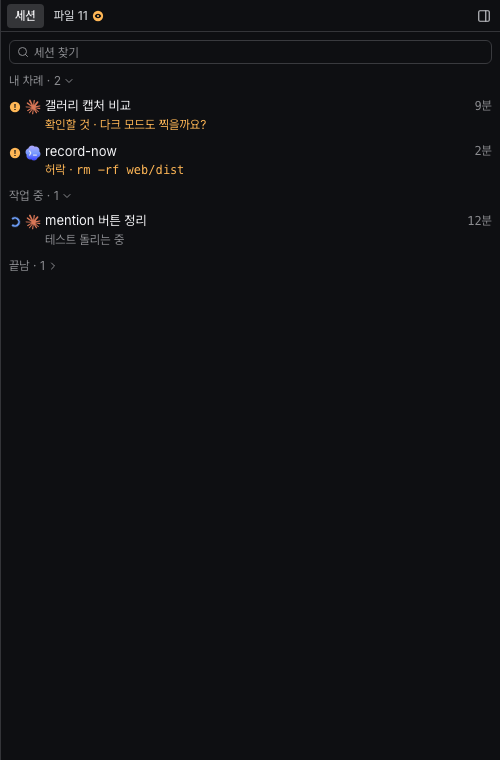 세션 파일 11
세션 찾기
내 차례 · 2
갤러리 캡처 비교 9분
확인할 것 · 다크 모드도 찍을까요?
record-now 2분
허락 · rm -rf web/dist
작업 중 · 1
mention 버튼 정리 12분
테스트 돌리는 중
끝남 · 1